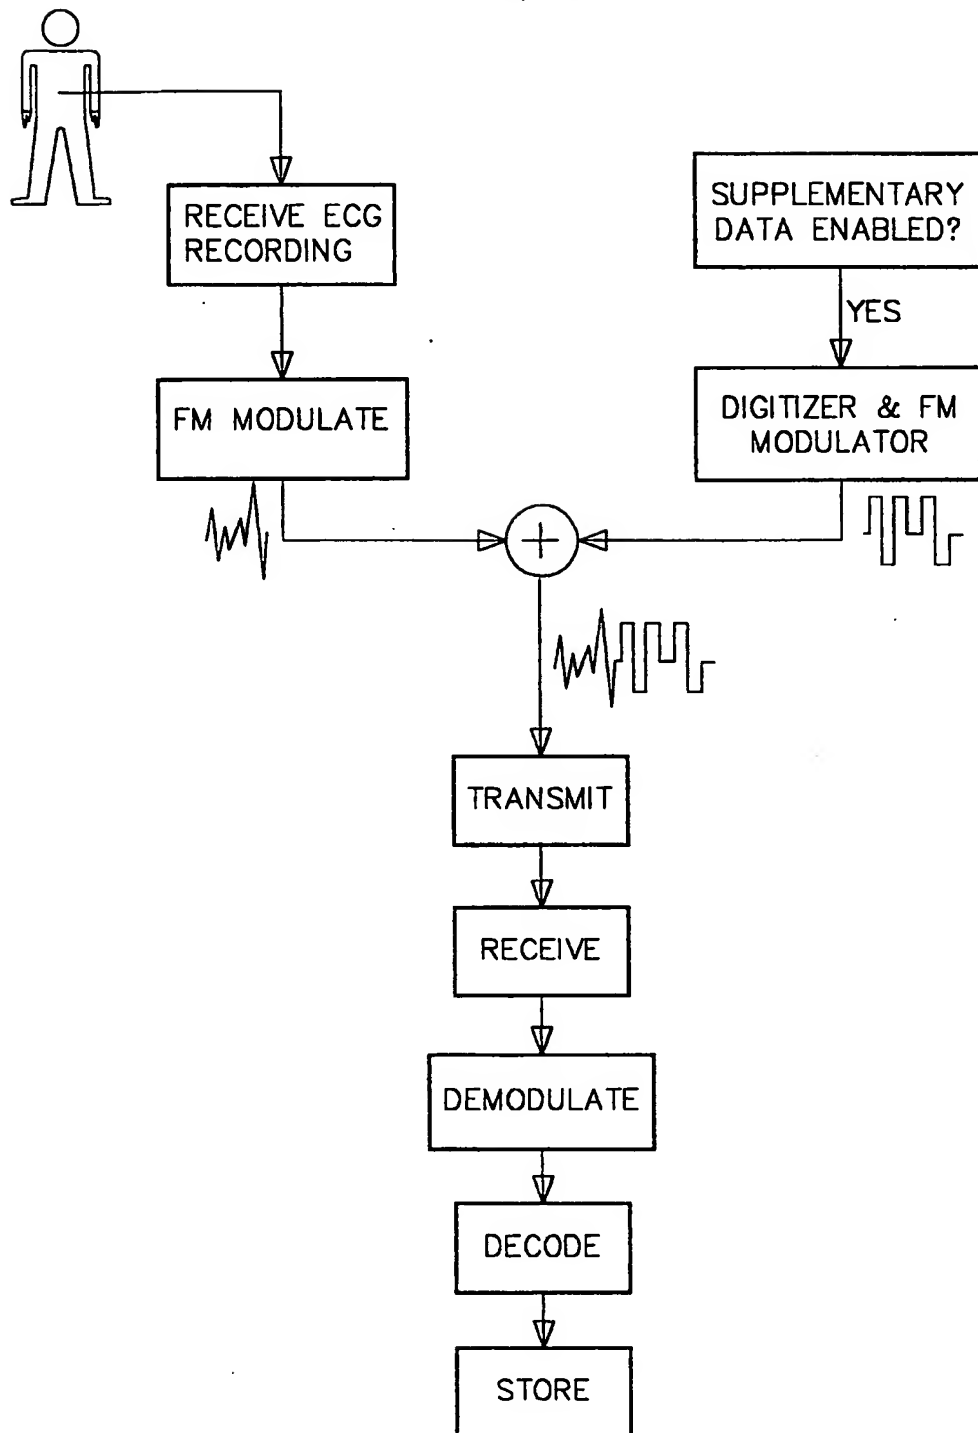 RECEIVE ECG
RECORDING
SUPPLEMENTARY
DATA ENABLED?
YES
FM MODULATE
DIGITIZER & FM
MODULATOR
TRANSMIT
RECEIVE
DEMODULATE
DECODE
STORE